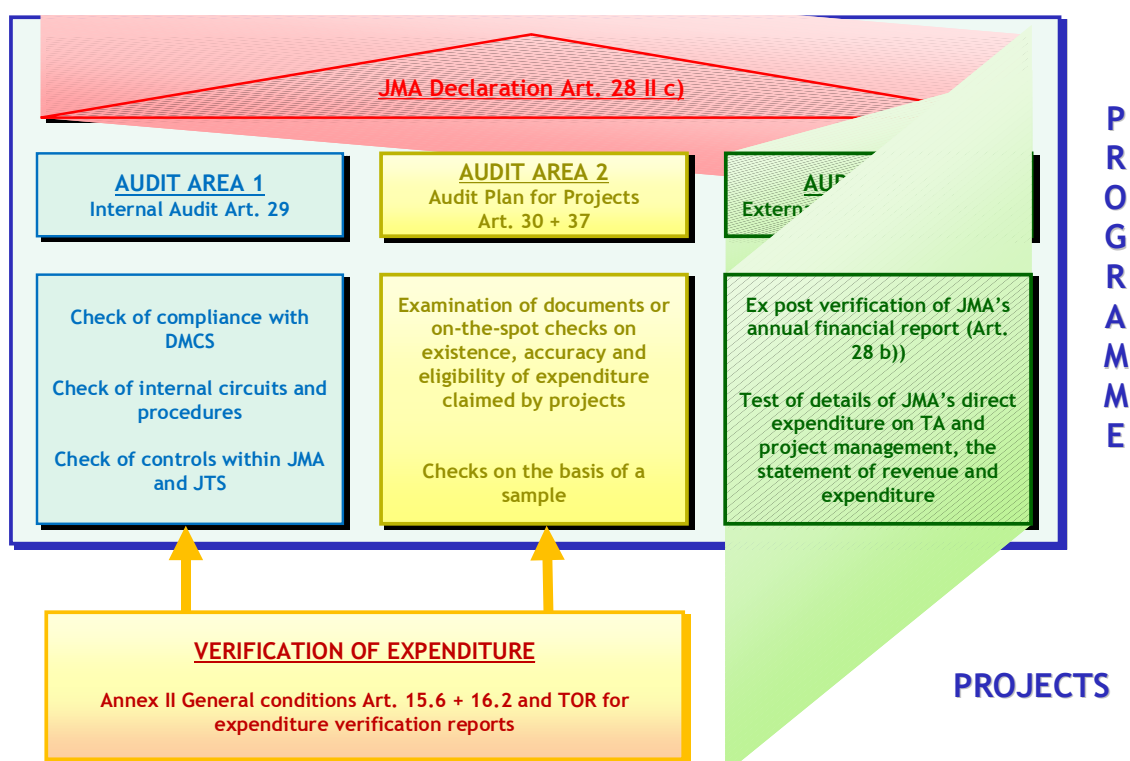 JMA Declaration Art. 28 II c)
AUDIT AREA 1
Internal Audit Art. 29
AUDIT AREA 2
Audit Plan for Projects
Art. 30 + 37
Check of compliance with
DMCS
Check of internal circuits and
procedures
Check of controls within JMA
and JTS
Examination of documents or
on-the-spot checks on
existence, accuracy and
eligibility of expenditure
claimed by projects
Checks on the basis of a
sample
Ex post verification of JMA’s
annual financial report (Art.
28 b))
Test of details of JMA’s direct
expenditure on TA and
project management, the
statement of revenue and
expenditure
PROGRAMME
VERIFICATION OF EXPENDITURE
Annex II General conditions Art. 15.6 + 16.2 and TOR for
expenditure verification reports
PROJECTS